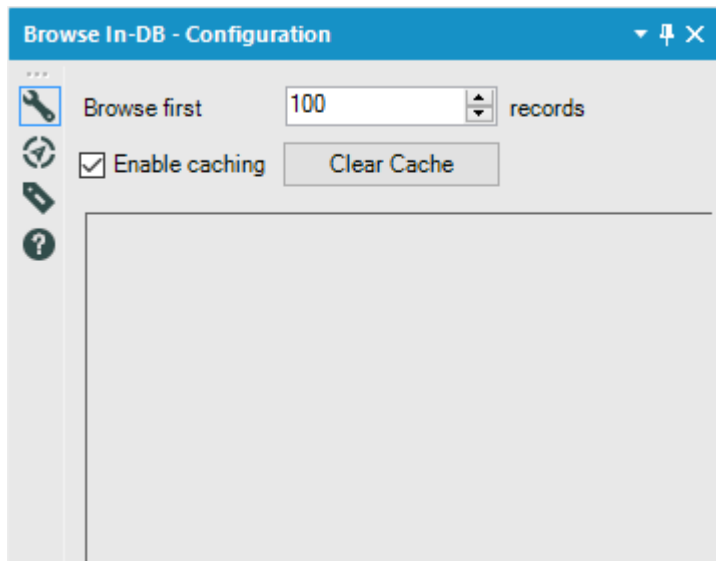 Browse In-DB - Configuration
Browse first 100 records
Enable caching Clear Cache